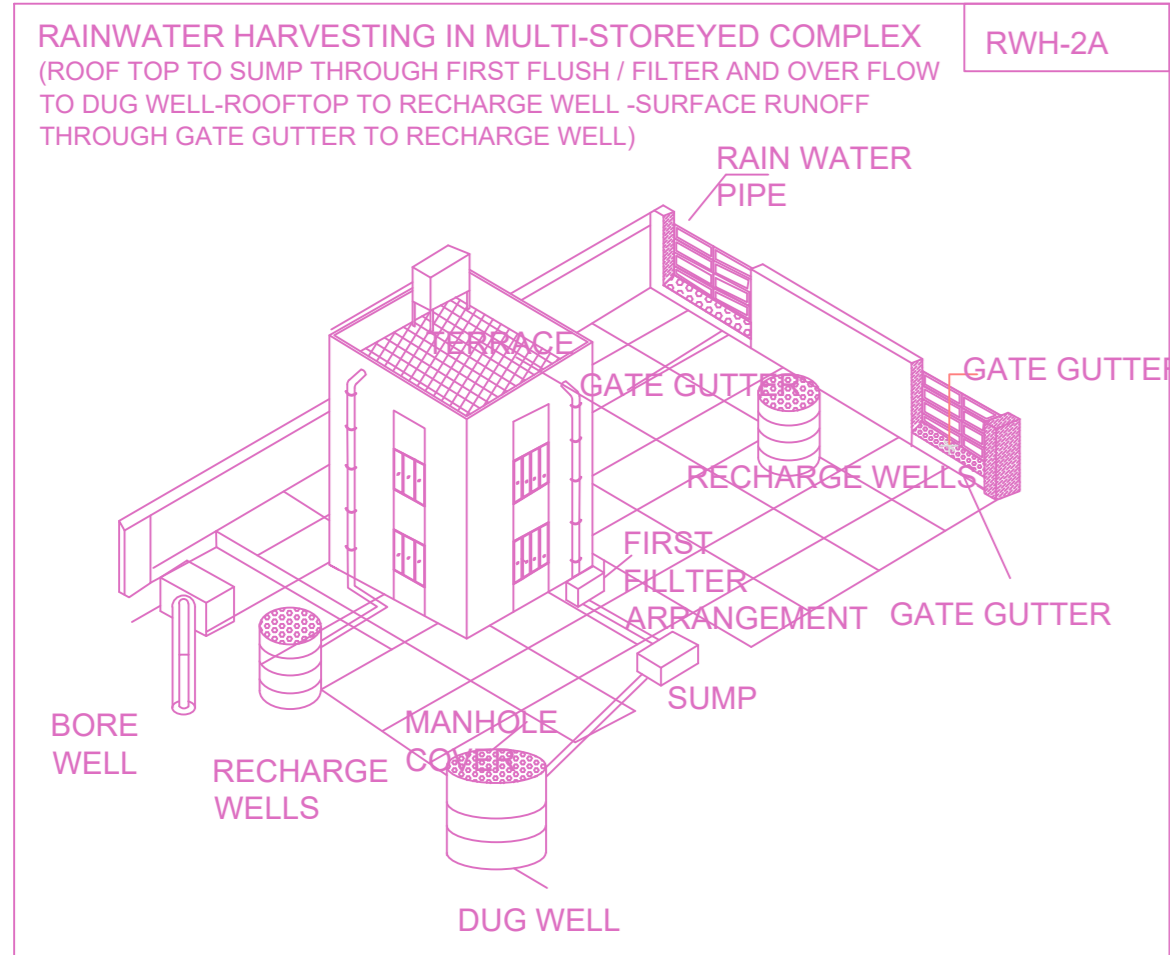 RAINWATER HARVESTING IN MULTI-STOREYED COMPLEX
RWH-2A
(ROOF TOP TO SUMP THROUGH FIRST FLUSH / FILTER AND OVER FLOW
TO DUG WELL-ROOFTOP TO RECHARGE WELL -SURFACE RUNOFF
THROUGH GATE GUTTER TO RECHARGE WELL)
RAIN WATER
PIPE
TERRACE
GATE GUTTER
GATE GUTTER
RECHARGE WELLS
FIRST
FILLTER
ARRANGEMENT
GATE GUTTER
SUMP
BORE
WELL
MANHOLE
COVER
RECHARGE
WELLS
DUG WELL